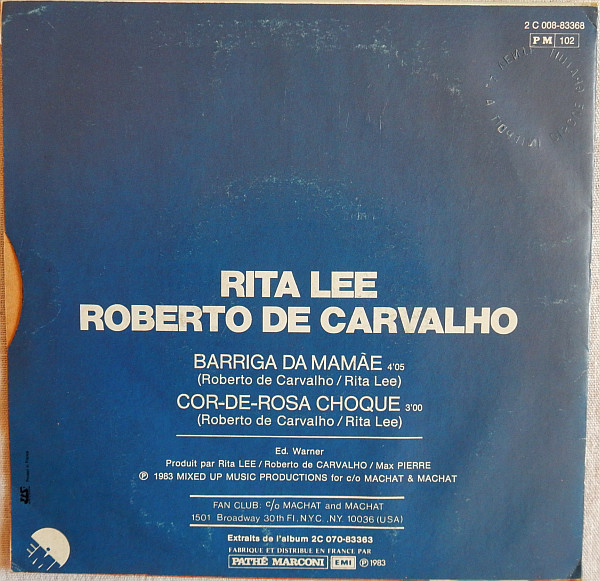 2 C 008-83368
PM 102
RITA LEE
ROBERTO DE CARVALHO
BARRIGA DA MAMÃE 4'05
(Roberto de Carvalho / Rita Lee)
COR-DE-ROSA CHOQUE 3'00
(Roberto de Carvalho / Rita Lee)
Ed. Warner
Produit par Rita LEE / Roberto de CARVALHO / Max PIERRE
℗ 1983 MIXED UP MUSIC PRODUCTIONS for c/o MACHAT & MACHAT
FAN CLUB: c/o MACHAT and MACHAT
1501 Broadway 30th Fl. NYC, NY. 10036 (USA)
Extraits de l'album 2C 070-83363
FABRIQUE ET DISTRIBUE EN FRANCE PAR
PATHÉ MARCONI EMI ℗ 1983